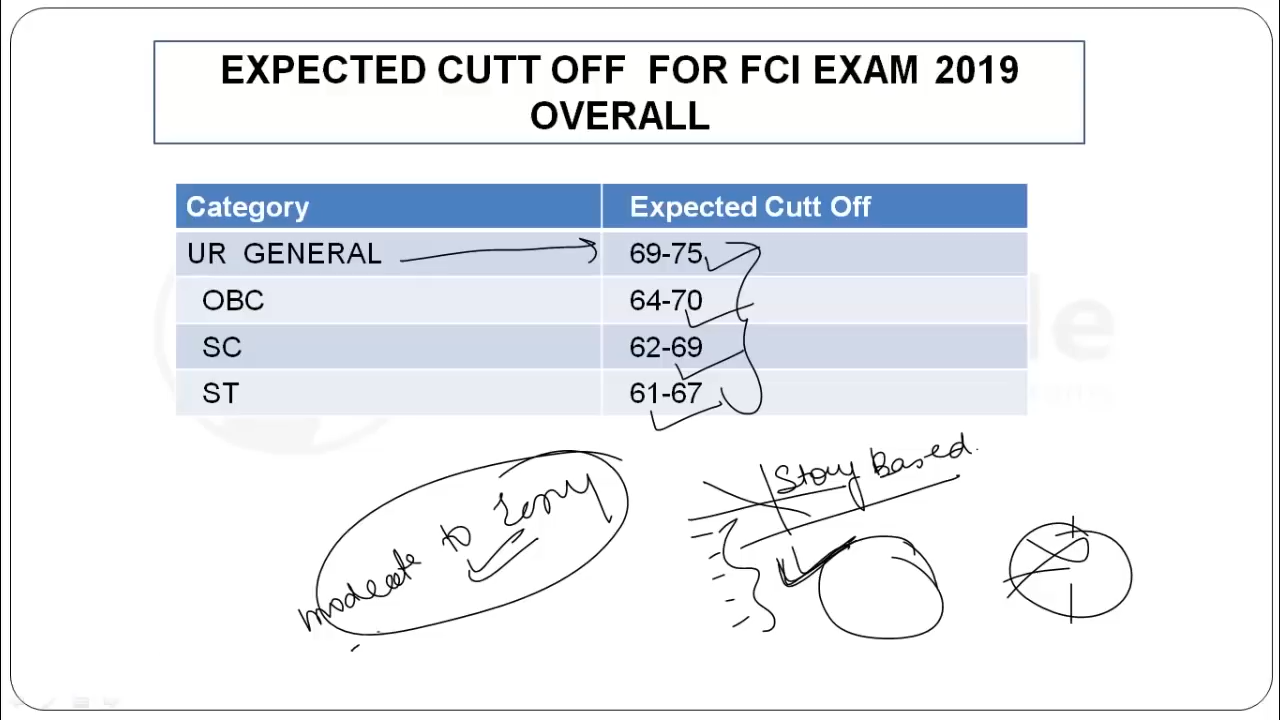 EXPECTED CUTT OFF FOR FCI EXAM 2019
OVERALL
Category Expected Cutt Off
UR GENERAL 69-75
OBC 64-70
SC 62-69
ST 61-67
Story Based.
moderate to